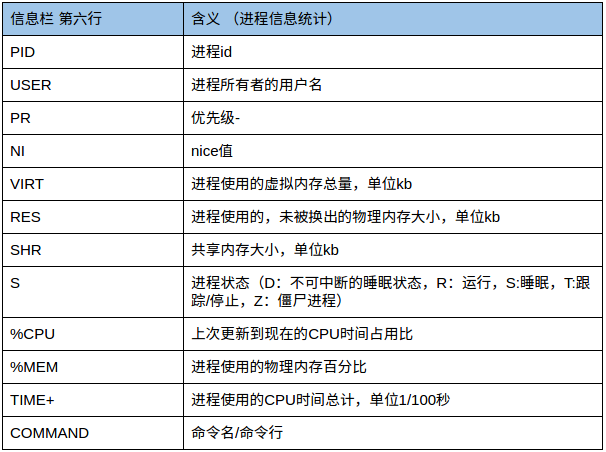 信息栏 第六行 含义 （进程信息统计）
PID 进程id
USER 进程所有者的用户名
PR 优先级-
NI nice值
VIRT 进程使用的虚拟内存总量，单位kb
RES 进程使用的，未被换出的物理内存大小，单位kb
SHR 共享内存大小，单位kb
S 进程状态（D：不可中断的睡眠状态，R：运行，S:睡眠，T:跟
踪/停止，Z：僵尸进程）
%CPU 上次更新到现在的CPU时间占用比
%MEM 进程使用的物理内存百分比
TIME+ 进程使用的CPU时间总计，单位1/100秒
COMMAND 命令名/命令行